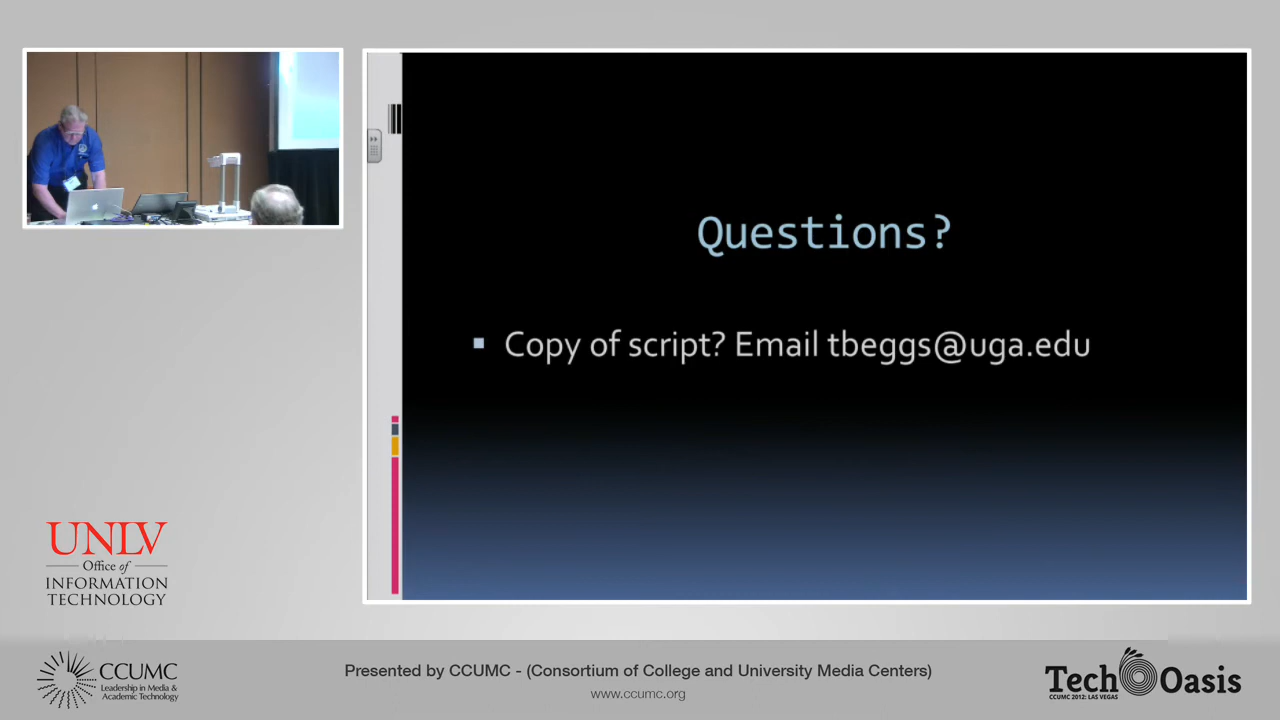 Questions?
Copy of script? Email tbeggs@uga.edu
UNLV
Office of
INFORMATION
TECHNOLOGY
CCUMC
Leadership in Media &
Academic Technology
Presented by CCUMC - (Consortium of College and University Media Centers)
www.ccumc.org
Tech Oasis
CCUMC 2012: LAS VEGAS